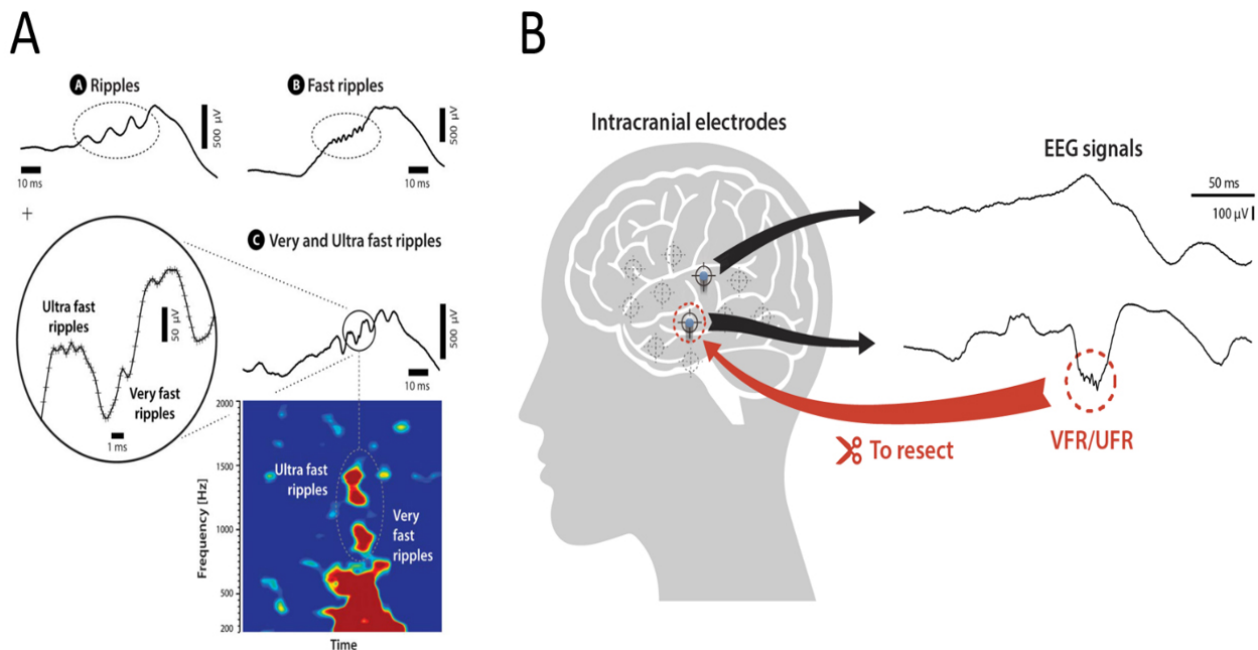 A
A Ripples
500 µV
10 ms
B Fast ripples
500 µV
10 ms
+
C Very and Ultra fast ripples
500 µV
10 ms
Ultra fast
ripples
50 µV
Very fast
ripples
1 ms
2000
1500
1000
500
200
Frequency [Hz]
Ultra fast
ripples
Very
fast
ripples
Time
B
Intracranial electrodes
EEG signals
50 ms
100 µV
To resect
VFR/UFR